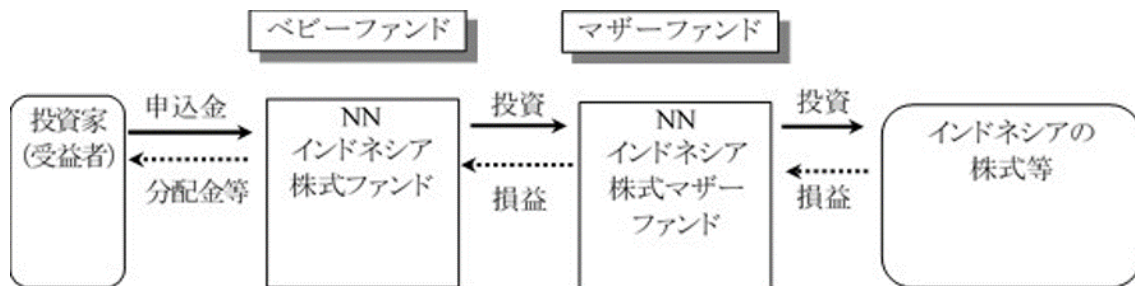 ベビーファンド
マザーファンド
投資家
(受益者)
申込金
分配金等
NN
インドネシア
株式ファンド
投資
損益
NN
インドネシア
株式マザー
ファンド
投資
損益
インドネシアの
株式等